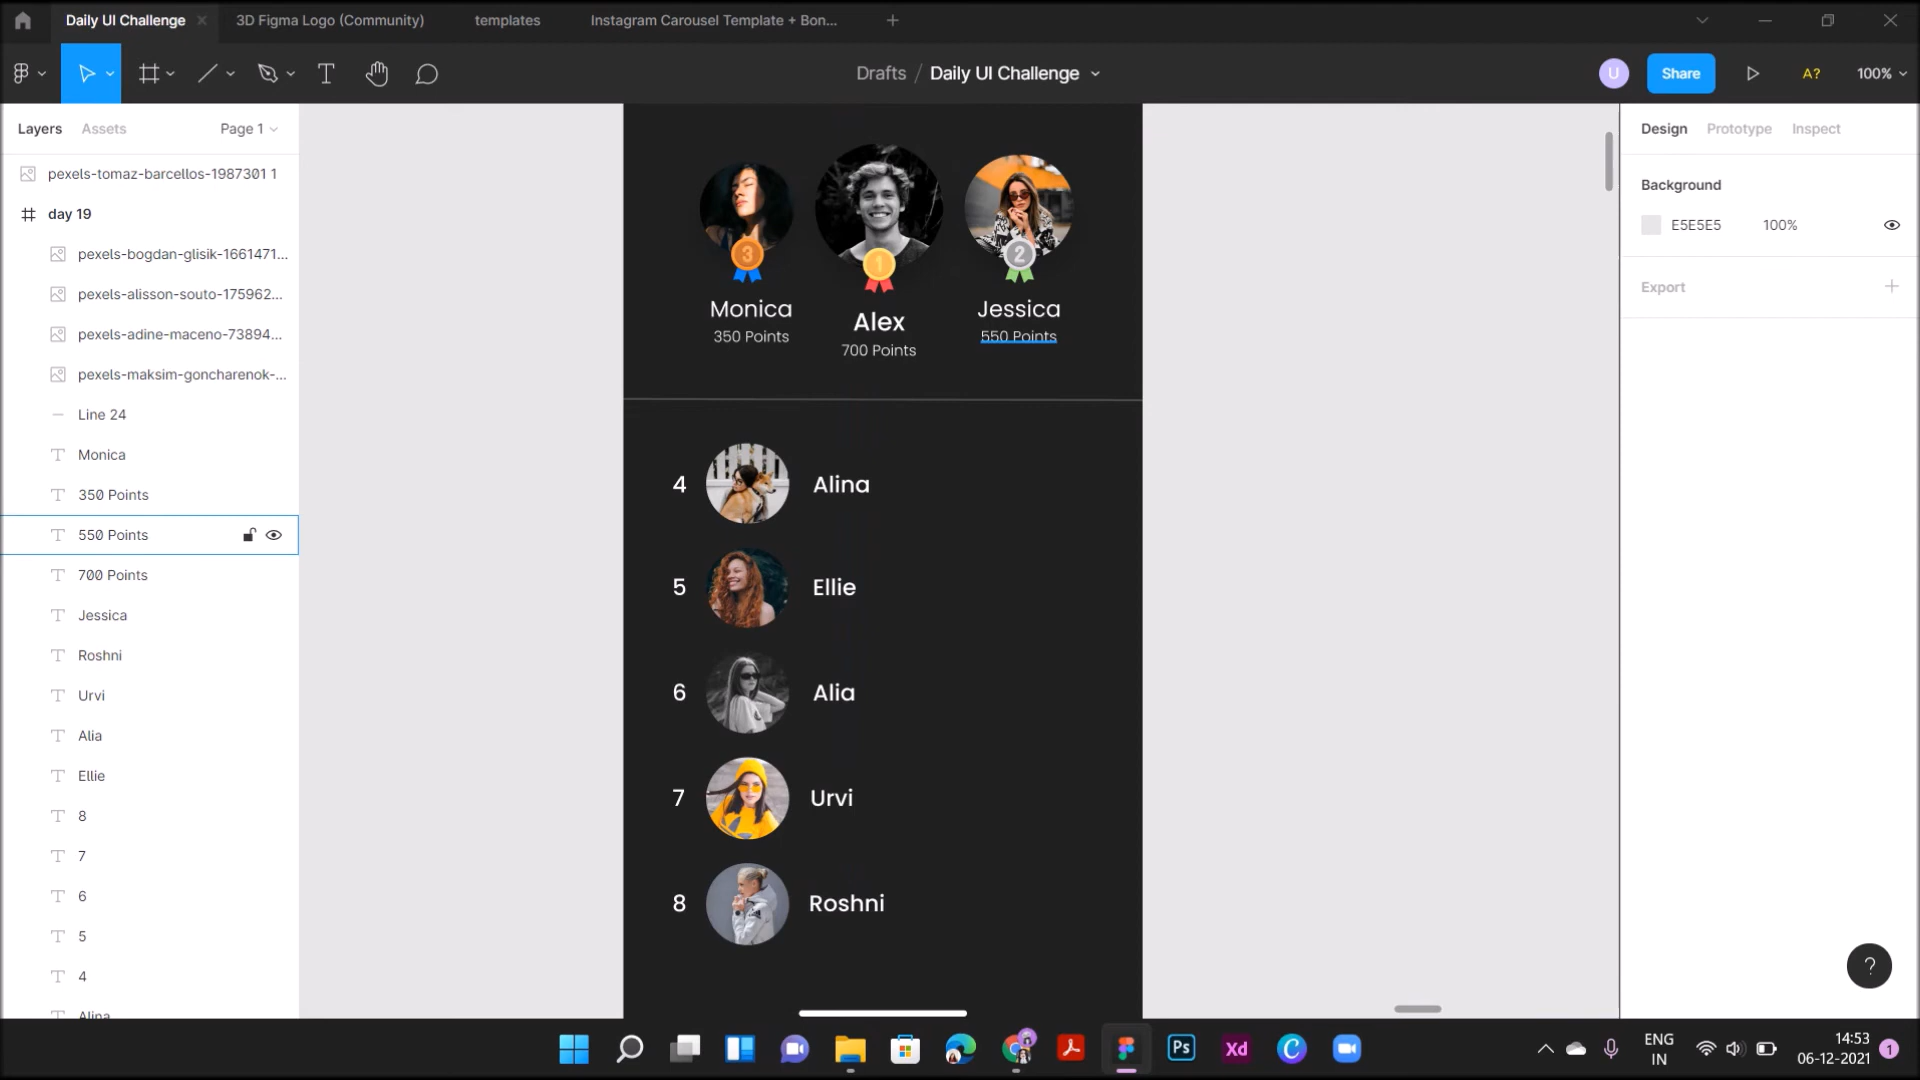 Daily UI Challenge
3D Figma Logo (Community)
templates
Instagram Carousel Template + Bon...
Drafts / Daily UI Challenge
U
Share
A?
100%
Layers
Assets
Page 1
pexels-tomaz-barcellos-1987301 1
day 19
pexels-bogdan-glisik-1661471...
pexels-alisson-souto-175962...
pexels-adine-maceno-73894...
pexels-maksim-goncharenok-...
Line 24
Monica
350 Points
550 Points
700 Points
Jessica
Roshni
Urvi
Alia
Ellie
8
7
6
5
4
Alina
3
1
2
Monica
Alex
Jessica
350 Points
700 Points
550 Points
4 Alina
5 Ellie
6 Alia
7 Urvi
8 Roshni
Design
Prototype
Inspect
Background
E5E5E5 100%
Export
?
Ps
Xd
C
ENG
IN
14:53
06-12-2021
1